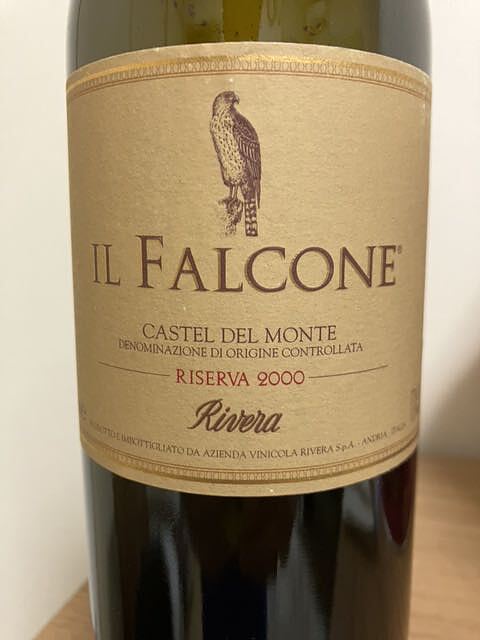 IL FALCONE®
CASTEL DEL MONTE
DENOMINAZIONE DI ORIGINE CONTROLLATA
RISERVA 2000
Rivera
E IMBOTTIGLIATO DA AZIENDA VINICOLA RIVERA S.p.A. - ANDRIA - ITALIA